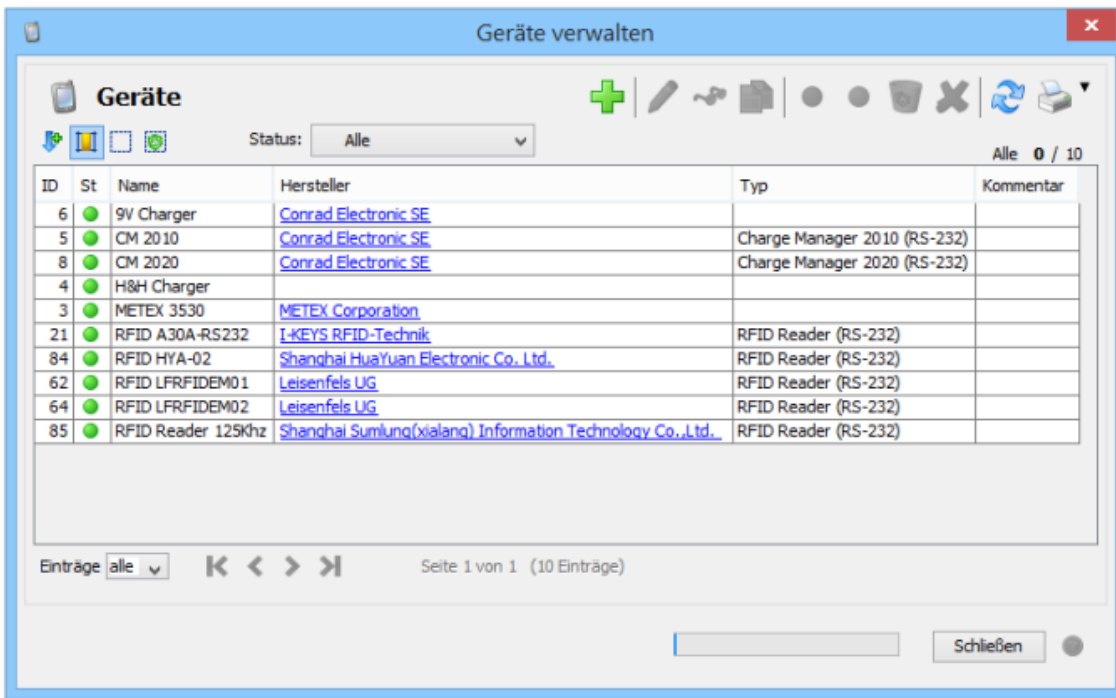 Geräte verwalten
Geräte
Status: Alle
Alle 0 / 10
ID St Name Hersteller Typ Kommentar
6 9V Charger Conrad Electronic SE
5 CM 2010 Conrad Electronic SE Charge Manager 2010 (RS-232)
8 CM 2020 Conrad Electronic SE Charge Manager 2020 (RS-232)
4 H&H Charger
3 METEX 3530 METEX Corporation
21 RFID A30A-RS232 I-KEYS RFID-Technik RFID Reader (RS-232)
84 RFID HYA-02 Shanghai HuaYuan Electronic Co. Ltd. RFID Reader (RS-232)
62 RFID LFRFIDEM01 Leisenfels UG RFID Reader (RS-232)
64 RFID LFRFIDEM02 Leisenfels UG RFID Reader (RS-232)
85 RFID Reader 125Khz Shanghai Sumlung(xialang) Information Technology Co.,Ltd. RFID Reader (RS-232)
Einträge alle Seite 1 von 1 (10 Einträge)
Schließen